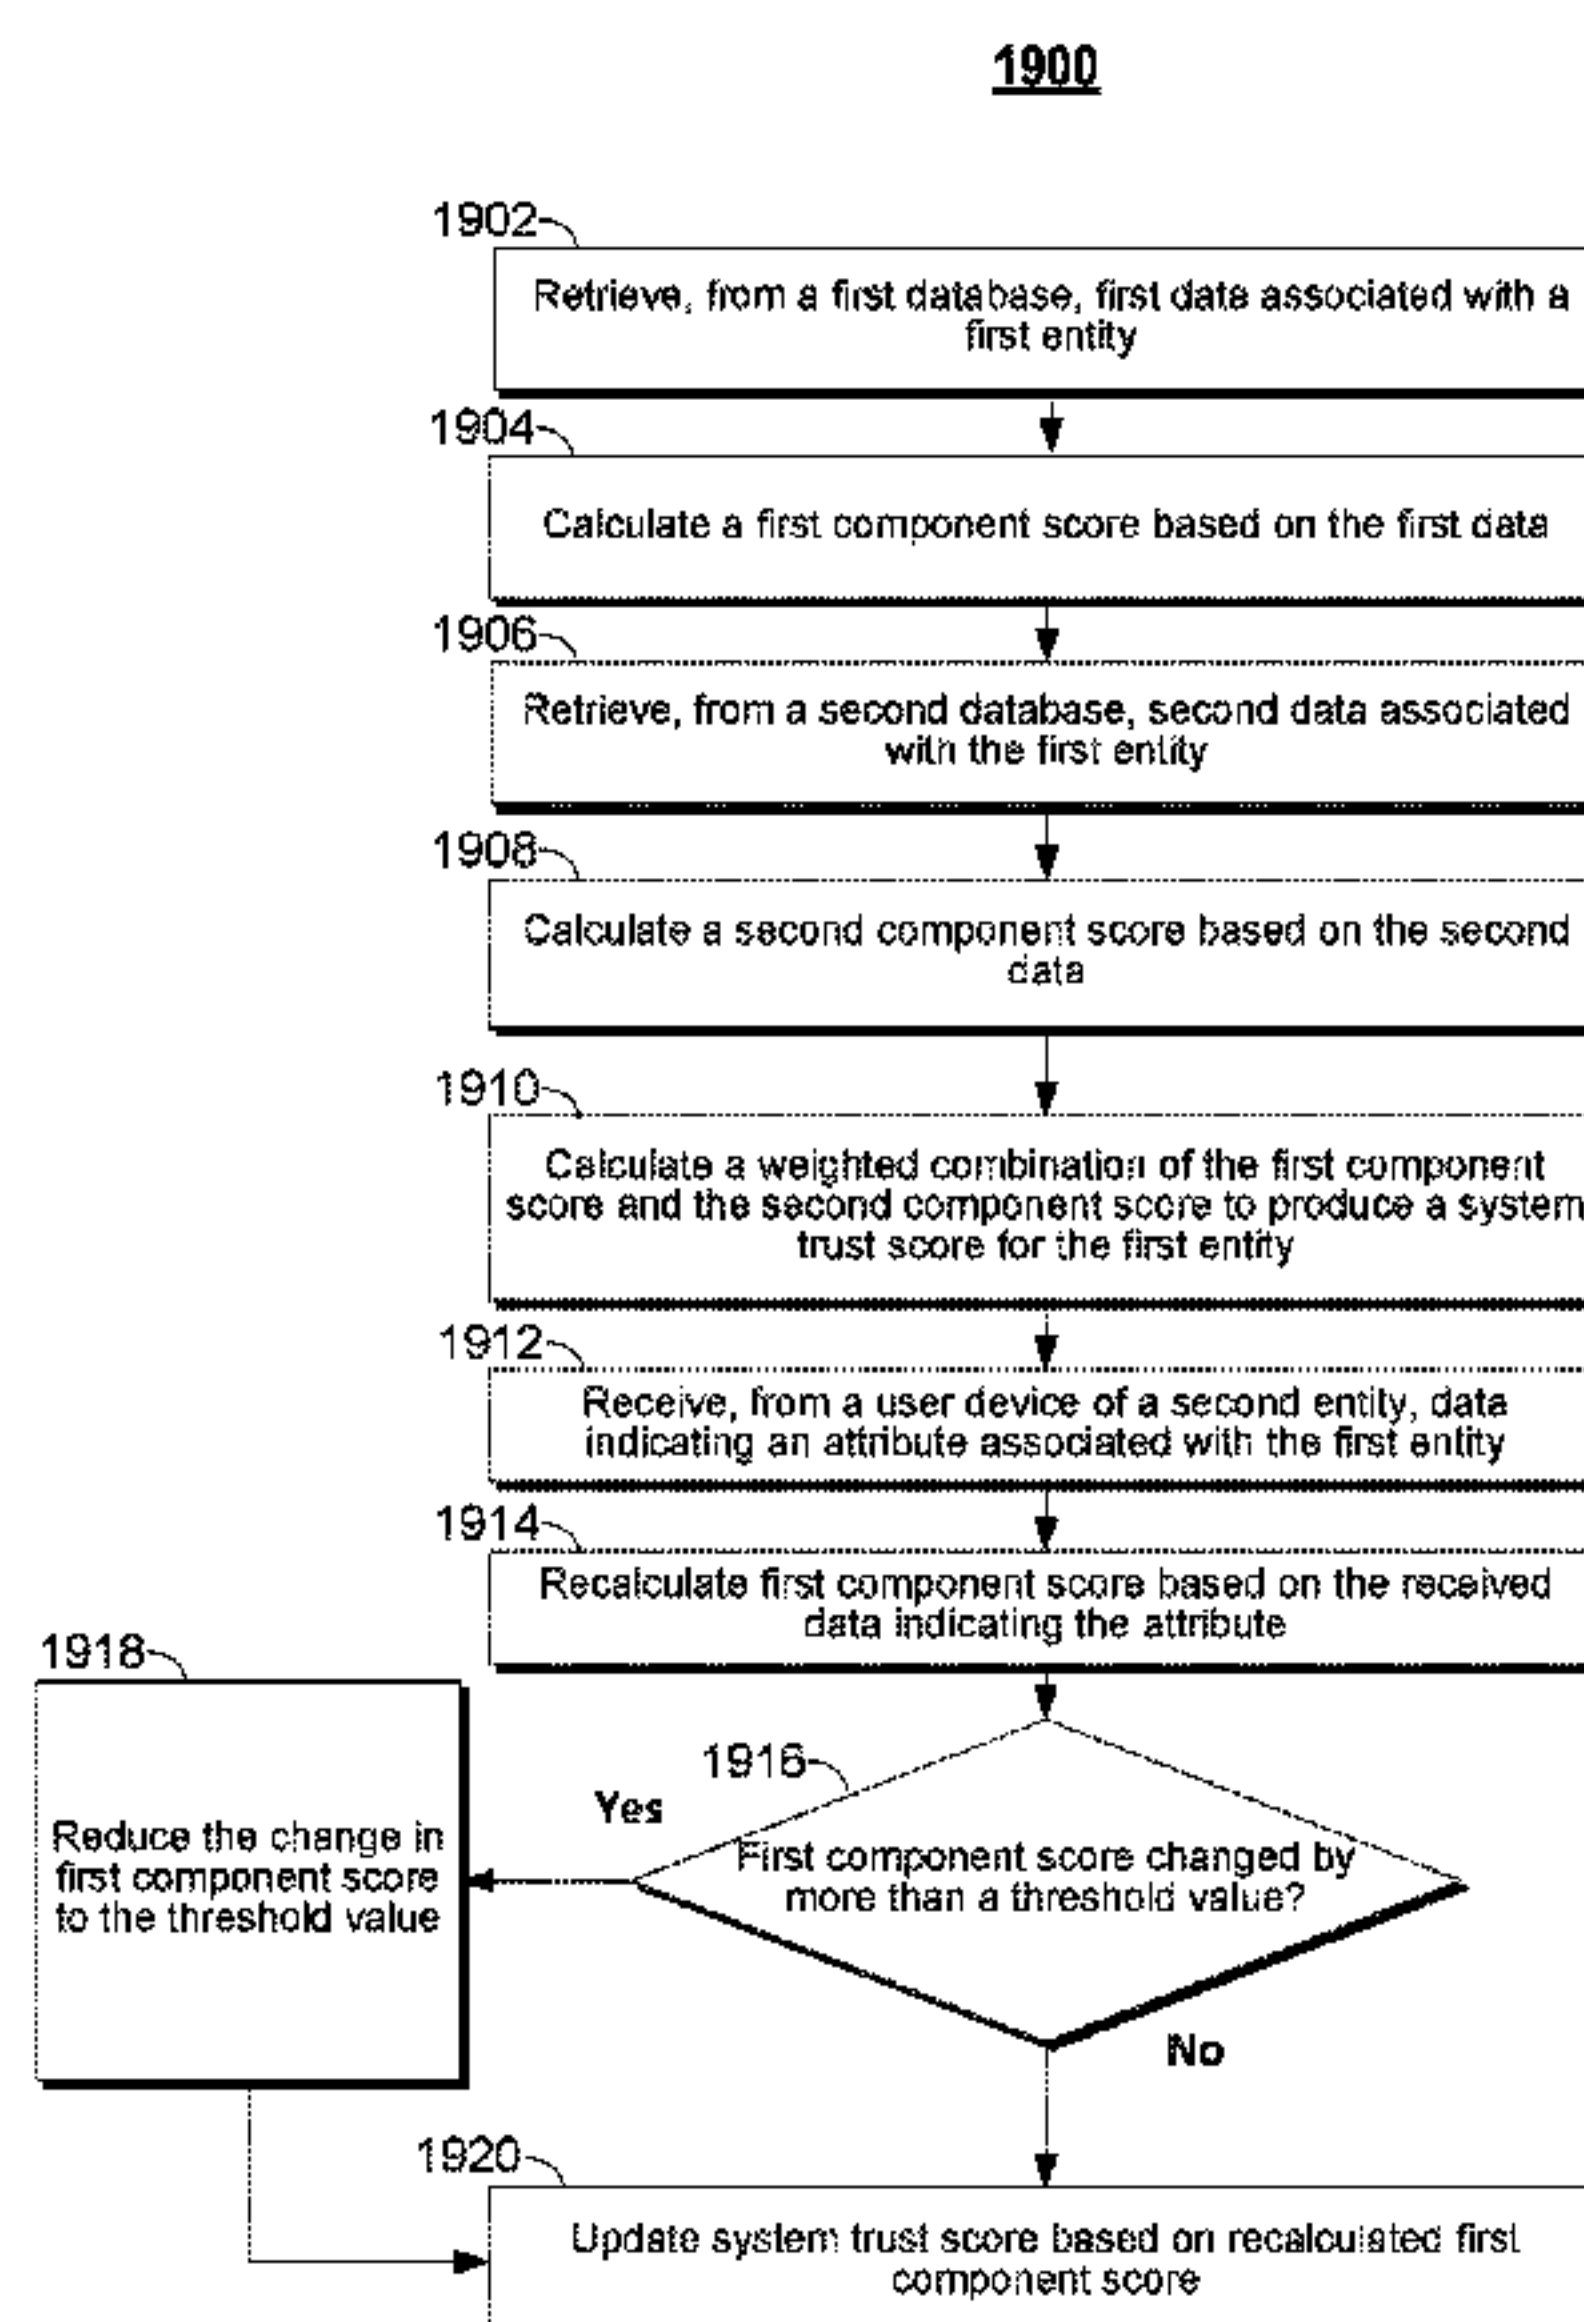 1900
1902
Retrieve, from a first database, first data associated with a
first entity
1904
Calculate a first component score based on the first data
1906
Retrieve, from a second database, second data associated
with the first entity
1908
Calculate a second component score based on the second
data
1910
Calculate a weighted combination of the first component
score and the second component score to produce a system
trust score for the first entity
1912
Receive, from a user device of a second entity, data
indicating an attribute associated with the first entity
1914
Recalculate first component score based on the received
data indicating the attribute
1918
Reduce the change in
first component score
to the threshold value
1916
Yes
First component score changed by
more than a threshold value?
No
1920
Update system trust score based on recalculated first
component score